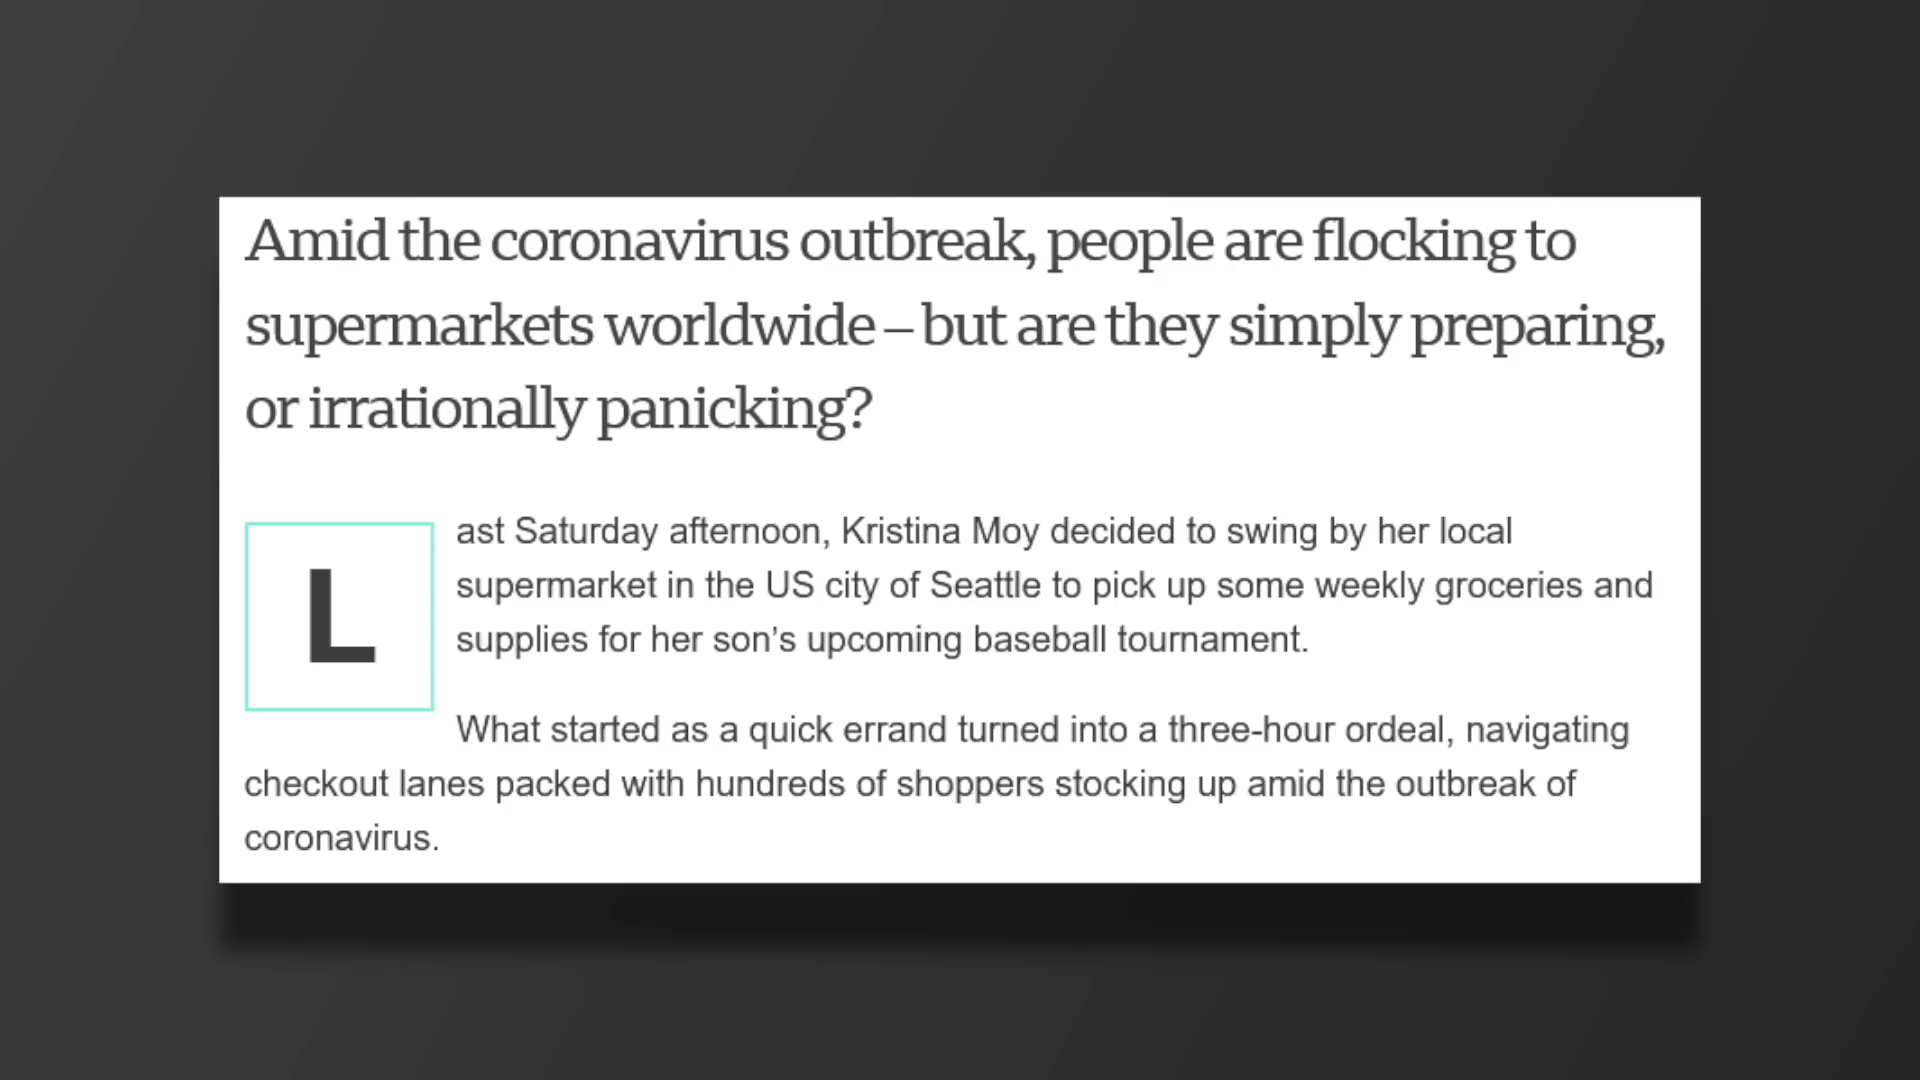 Amid the coronavirus outbreak, people are flocking to
supermarkets worldwide – but are they simply preparing,
or irrationally panicking?
Last Saturday afternoon, Kristina Moy decided to swing by her local
supermarket in the US city of Seattle to pick up some weekly groceries and
supplies for her son’s upcoming baseball tournament.
What started as a quick errand turned into a three-hour ordeal, navigating
checkout lanes packed with hundreds of shoppers stocking up amid the outbreak of
coronavirus.